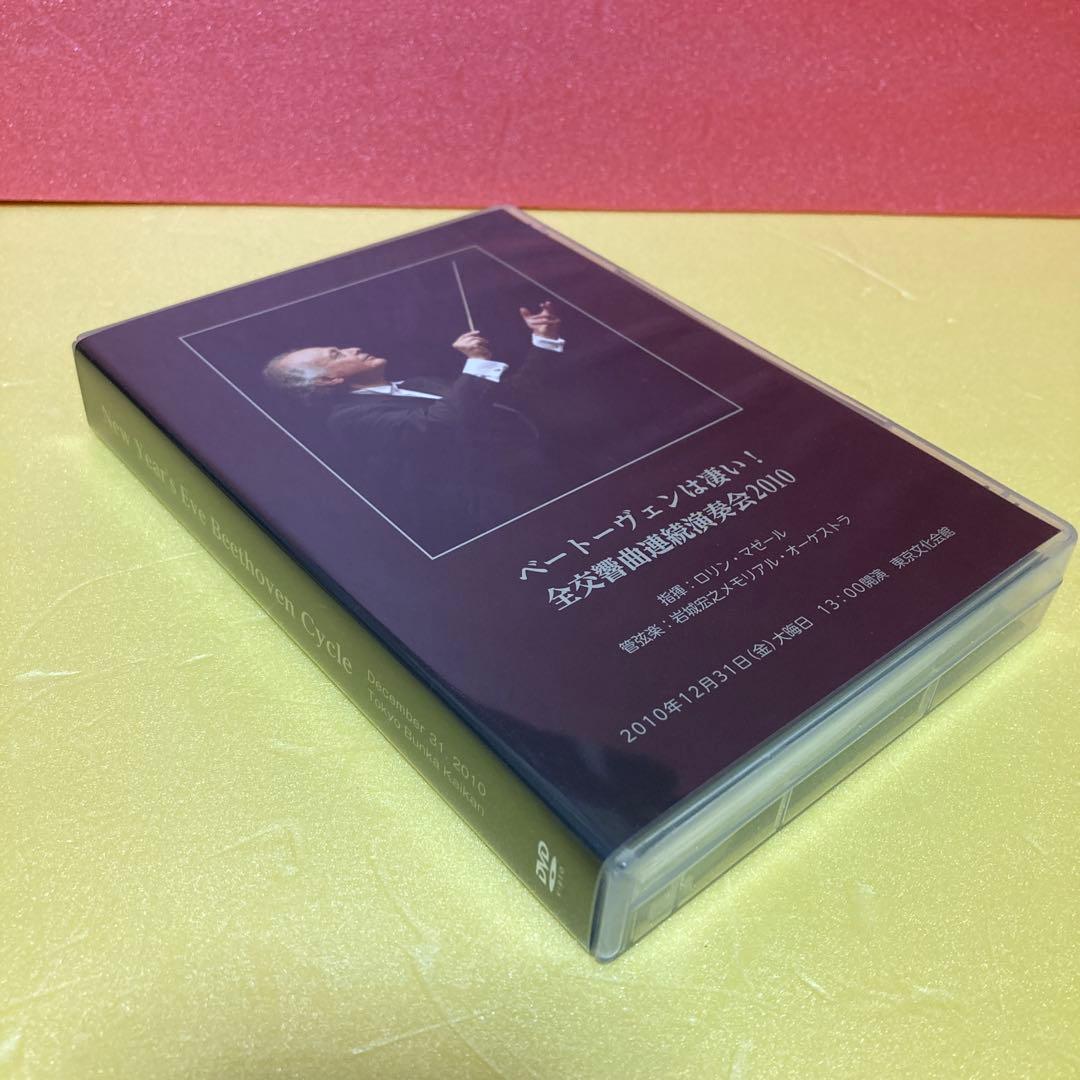 ベートーヴェンは凄い！
全交響曲連続演奏会2010
指揮：ロリン・マゼール
管弦楽：岩城宏之メモリアル・オーケストラ
2010年12月31日(金)大晦日 13：00開演 東京文化会館
New Year's Eve Beethoven Cycle
December 31, 2010
Tokyo Bunka Kaikan
DVD
VIDEO